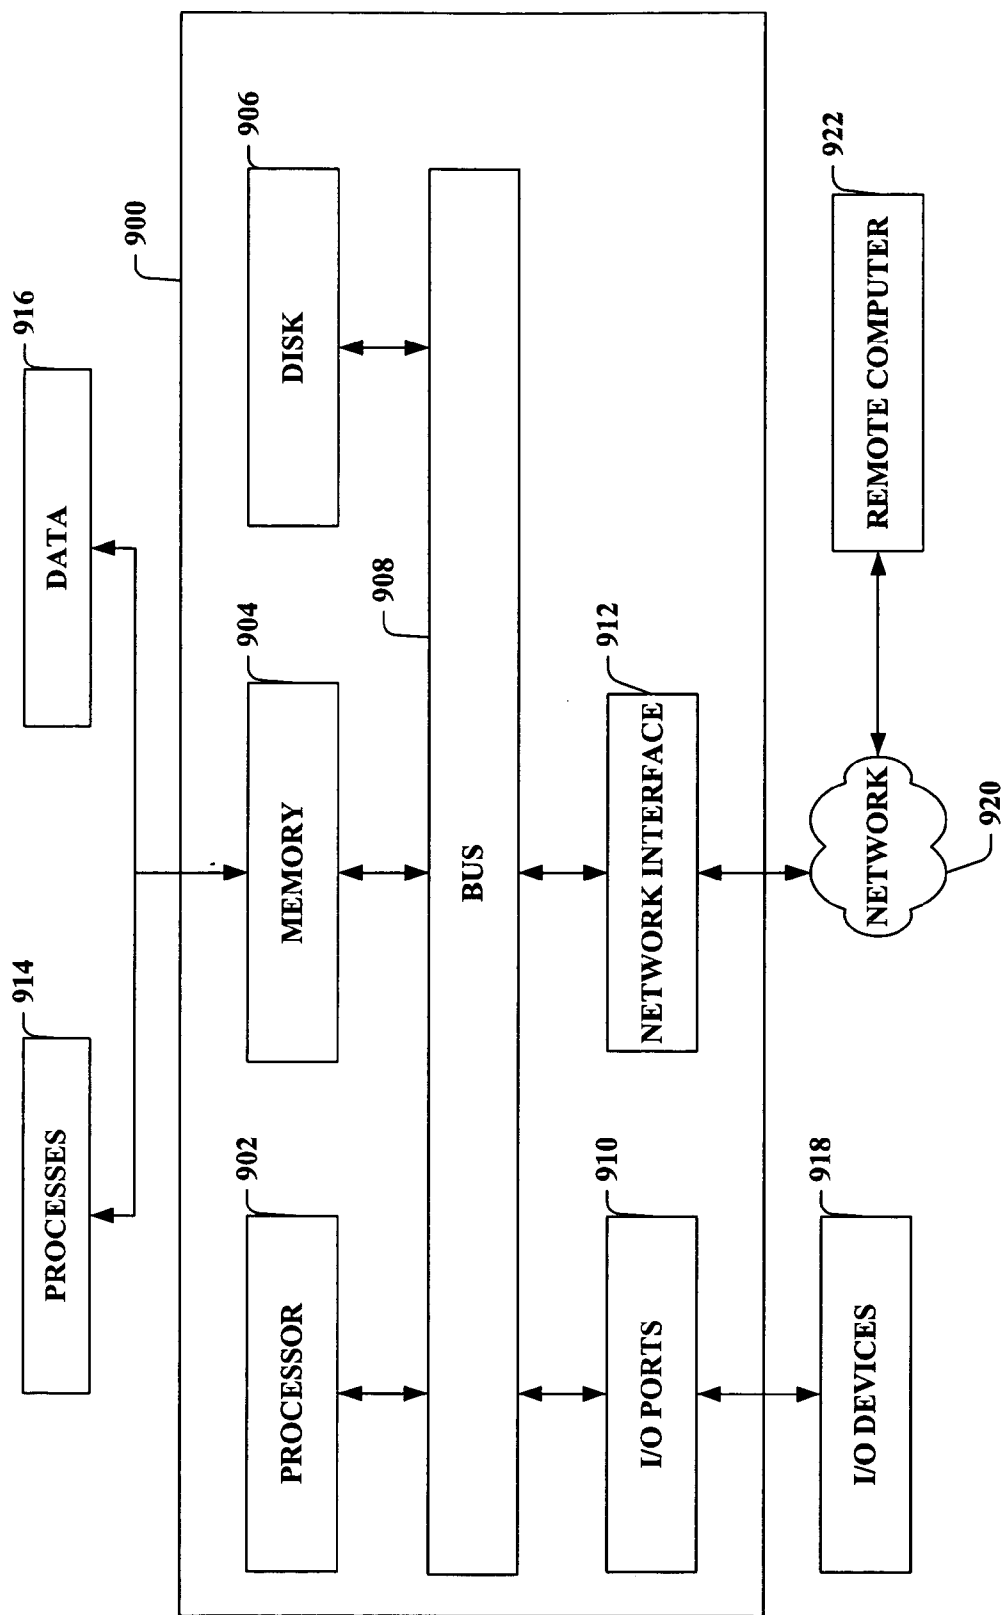 914
PROCESSES
916
DATA
900
902
PROCESSOR
904
MEMORY
906
DISK
908
BUS
910
I/O PORTS
912
NETWORK INTERFACE
918
I/O DEVICES
NETWORK
920
922
REMOTE COMPUTER